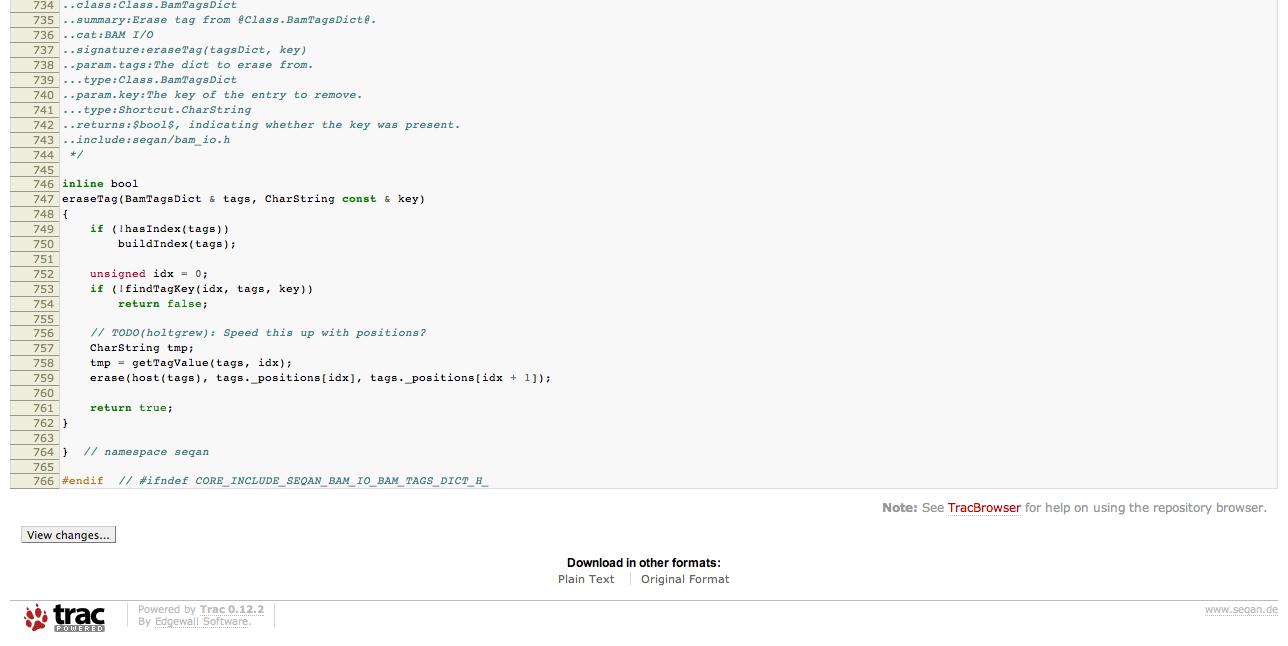 734 ..class:Class.BamTagsDict
735 ..summary:Erase tag from @Class.BamTagsDict@.
736 ..cat:BAM I/O
737 ..signature:eraseTag(tagsDict, key)
738 ..param.tags:The dict to erase from.
739 ...type:Class.BamTagsDict
740 ..param.key:The key of the entry to remove.
741 ...type:Shortcut.CharString
742 ..returns:$bool$, indicating whether the key was present.
743 ..include:seqan/bam_io.h
744  */
745
746 inline bool
747 eraseTag(BamTagsDict & tags, CharString const & key)
748 {
749     if (!hasIndex(tags))
750         buildIndex(tags);
751
752     unsigned idx = 0;
753     if (!findTagKey(idx, tags, key))
754         return false;
755
756     // TODO(holtgrew): Speed this up with positions?
757     CharString tmp;
758     tmp = getTagValue(tags, idx);
759     erase(host(tags), tags._positions[idx], tags._positions[idx + 1]);
760
761     return true;
762 }
763
764 }  // namespace seqan
765
766 #endif  // #ifndef CORE_INCLUDE_SEQAN_BAM_IO_BAM_TAGS_DICT_H_
Note: See TracBrowser for help on using the repository browser.
View changes...
Download in other formats:
Plain Text
Original Format
trac
POWERED
Powered by Trac 0.12.2
By Edgewall Software.
www.seqan.de